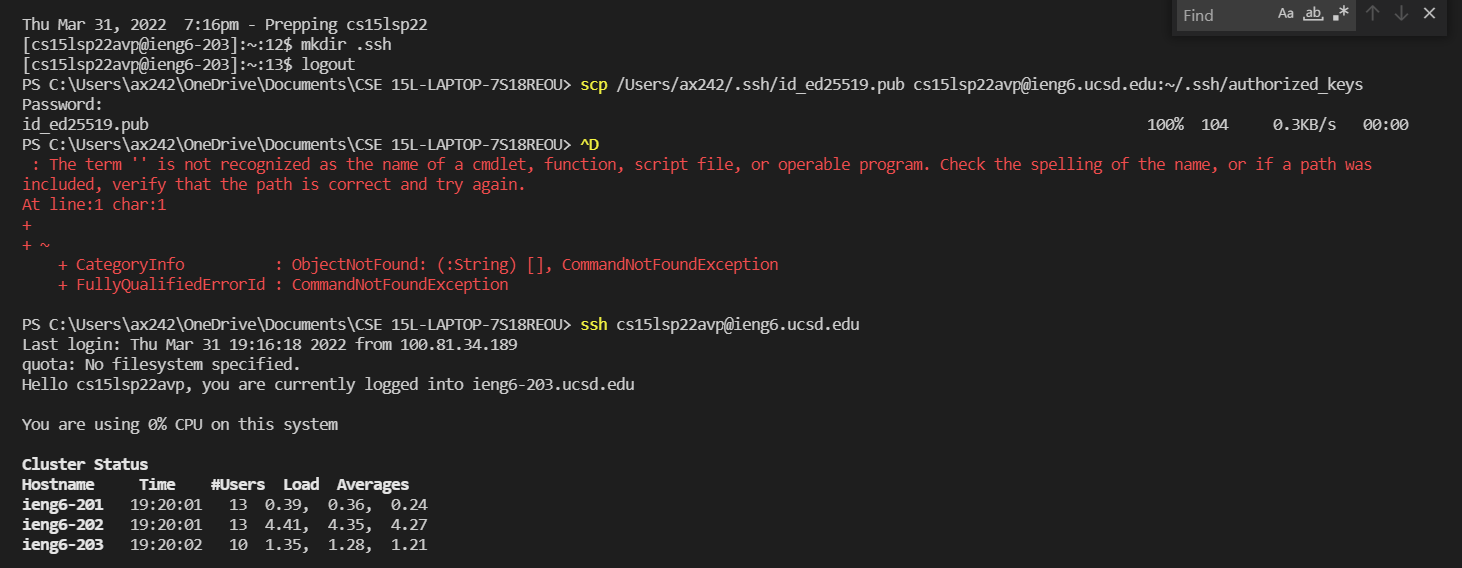 Find Aa ab .*
Thu Mar 31, 2022  7:16pm - Prepping cs15lsp22
[cs15lsp22avp@ieng6-203]:~:12$ mkdir .ssh
[cs15lsp22avp@ieng6-203]:~:13$ logout
PS C:\Users\ax242\OneDrive\Documents\CSE 15L-LAPTOP-7S18REOU> scp /Users/ax242/.ssh/id_ed25519.pub cs15lsp22avp@ieng6.ucsd.edu:~/.ssh/authorized_keys
Password:
id_ed25519.pub 100% 104 0.3KB/s 00:00
PS C:\Users\ax242\OneDrive\Documents\CSE 15L-LAPTOP-7S18REOU> ^D
 : The term '' is not recognized as the name of a cmdlet, function, script file, or operable program. Check the spelling of the name, or if a path was
included, verify that the path is correct and try again.
At line:1 char:1
+
+ ~
    + CategoryInfo          : ObjectNotFound: (:String) [], CommandNotFoundException
    + FullyQualifiedErrorId : CommandNotFoundException
PS C:\Users\ax242\OneDrive\Documents\CSE 15L-LAPTOP-7S18REOU> ssh cs15lsp22avp@ieng6.ucsd.edu
Last login: Thu Mar 31 19:16:18 2022 from 100.81.34.189
quota: No filesystem specified.
Hello cs15lsp22avp, you are currently logged into ieng6-203.ucsd.edu
You are using 0% CPU on this system
Cluster Status
Hostname     Time    #Users  Load  Averages
ieng6-201   19:20:01   13  0.39,  0.36,  0.24
ieng6-202   19:20:01   13  4.41,  4.35,  4.27
ieng6-203   19:20:02   10  1.35,  1.28,  1.21